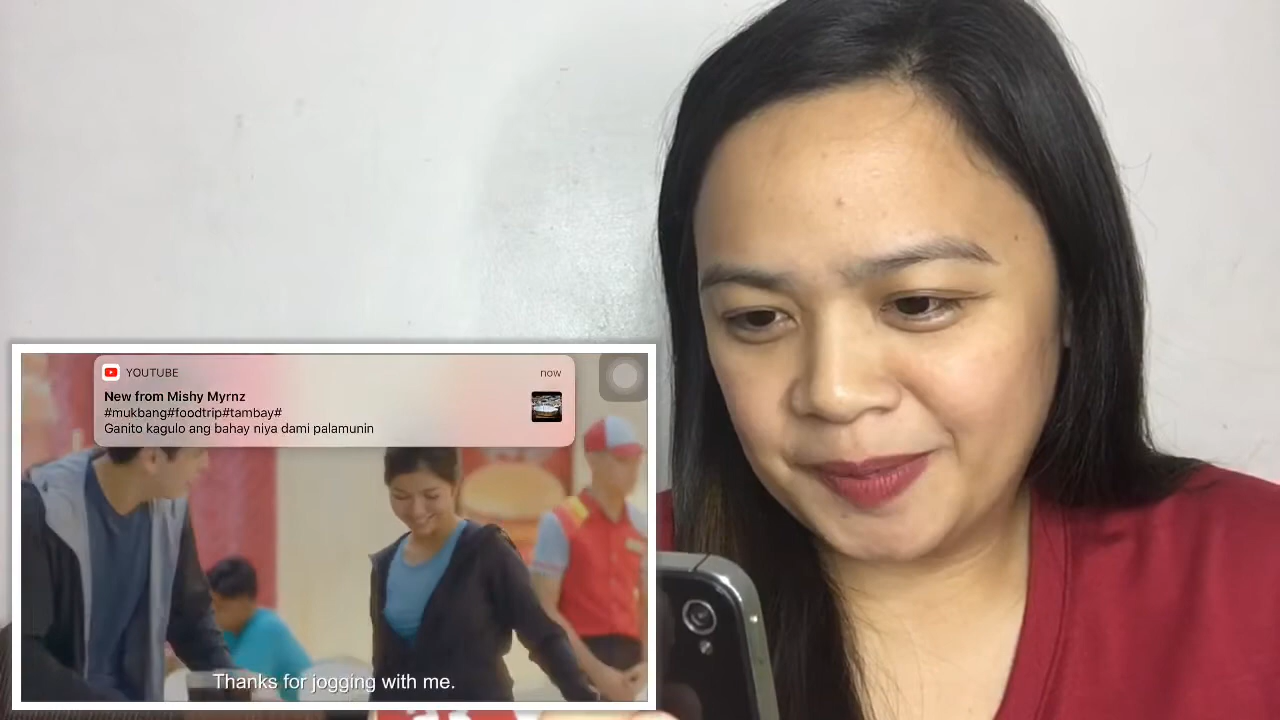 YOUTUBE
now
New from Mishy Myrnz
#mukbang#foodtrip#tambay#
Ganito kagulo ang bahay niya dami palamunin
Thanks for jogging with me.